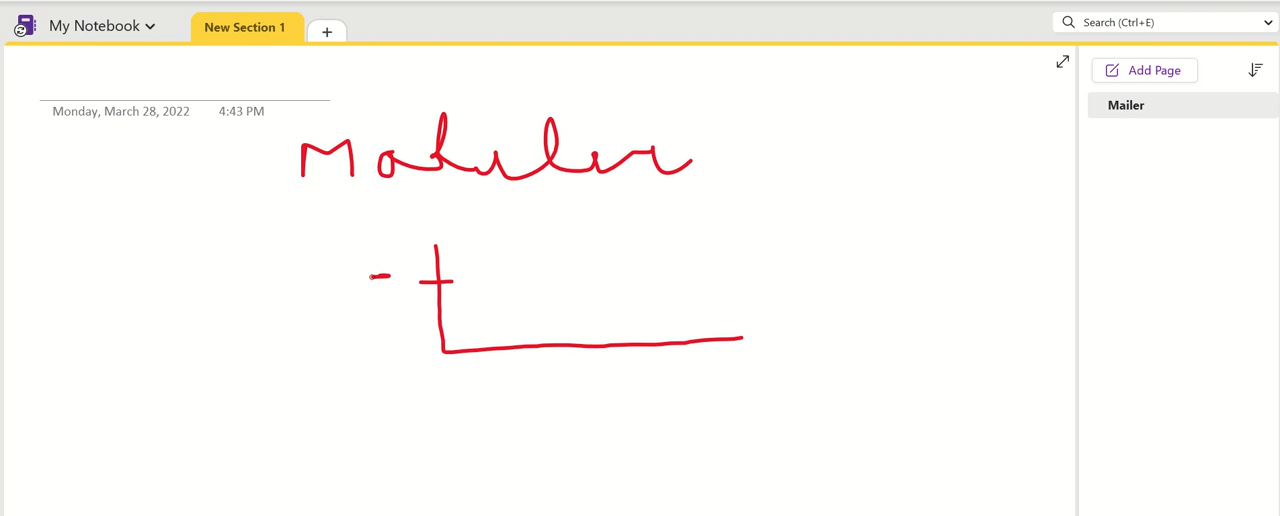 My Notebook New Section 1 + Search (Ctrl+E)
Add Page
Mailer
Monday, March 28, 2022 4:43 PM
Modular